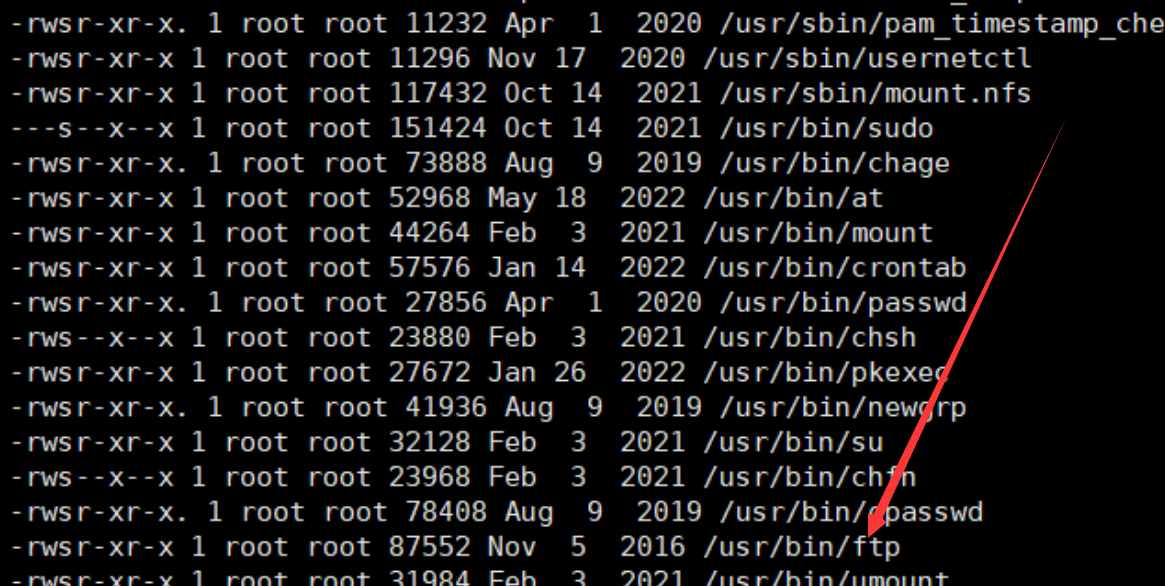 -rwsr-xr-x. 1 root root 11232 Apr  1  2020 /usr/sbin/pam_timestamp_che
-rwsr-xr-x 1 root root 11296 Nov 17  2020 /usr/sbin/usernetctl
-rwsr-xr-x 1 root root 117432 Oct 14  2021 /usr/sbin/mount.nfs
---s--x--x 1 root root 151424 Oct 14  2021 /usr/bin/sudo
-rwsr-xr-x. 1 root root 73888 Aug  9  2019 /usr/bin/chage
-rwsr-xr-x 1 root root 52968 May 18  2022 /usr/bin/at
-rwsr-xr-x 1 root root 44264 Feb  3  2021 /usr/bin/mount
-rwsr-xr-x 1 root root 57576 Jan 14  2022 /usr/bin/crontab
-rwsr-xr-x. 1 root root 27856 Apr  1  2020 /usr/bin/passwd
-rws--x--x 1 root root 23880 Feb  3  2021 /usr/bin/chsh
-rwsr-xr-x 1 root root 27672 Jan 26  2022 /usr/bin/pkexec
-rwsr-xr-x. 1 root root 41936 Aug  9  2019 /usr/bin/newgrp
-rwsr-xr-x 1 root root 32128 Feb  3  2021 /usr/bin/su
-rws--x--x 1 root root 23968 Feb  3  2021 /usr/bin/chfn
-rwsr-xr-x. 1 root root 78408 Aug  9  2019 /usr/bin/gpasswd
-rwsr-xr-x 1 root root 87552 Nov  5  2016 /usr/bin/ftp
-rwsr-xr-x 1 root root 31984 Feb  3  2021 /usr/bin/umount